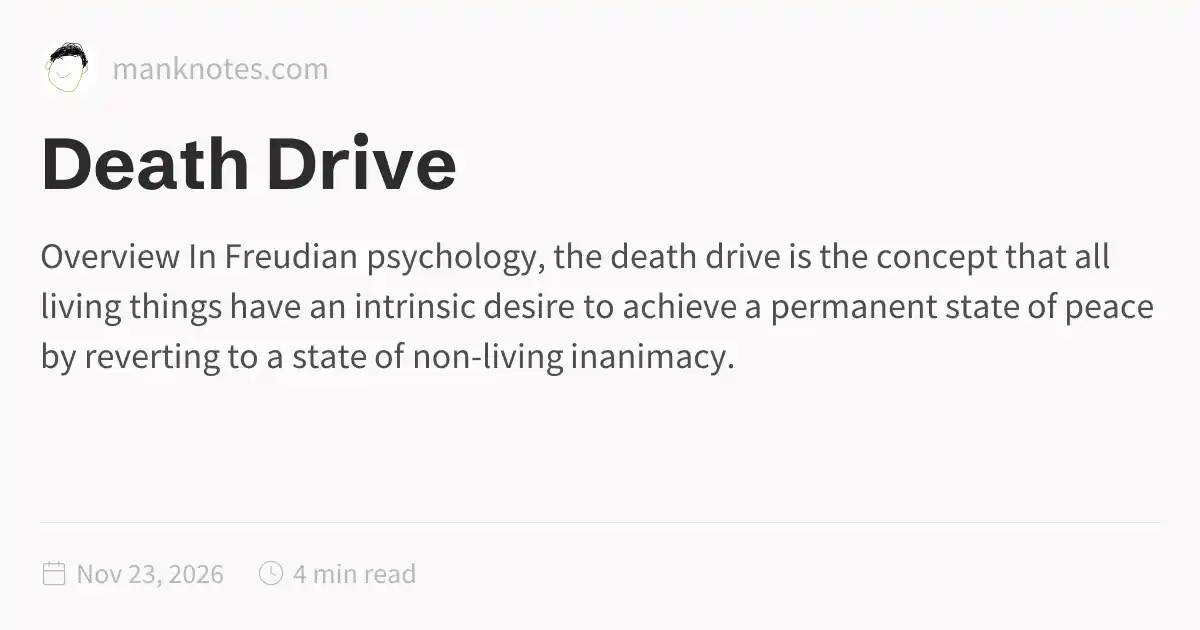 manknotes.com
Death Drive
Overview In Freudian psychology, the death drive is the concept that all
living things have an intrinsic desire to achieve a permanent state of peace
by reverting to a state of non-living inanimacy.
Nov 23, 2026 4 min read